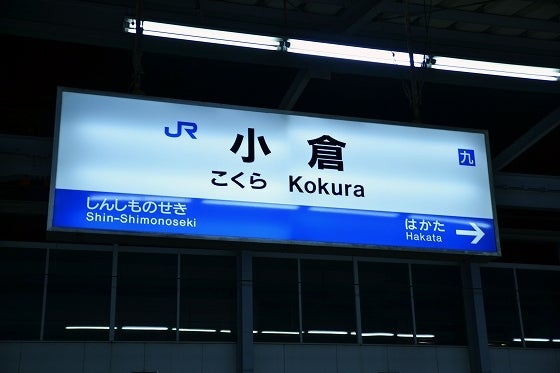 JR
小倉
九
こくら Kokura
しんしものせき
Shin-Shimonoseki
はかた
Hakata